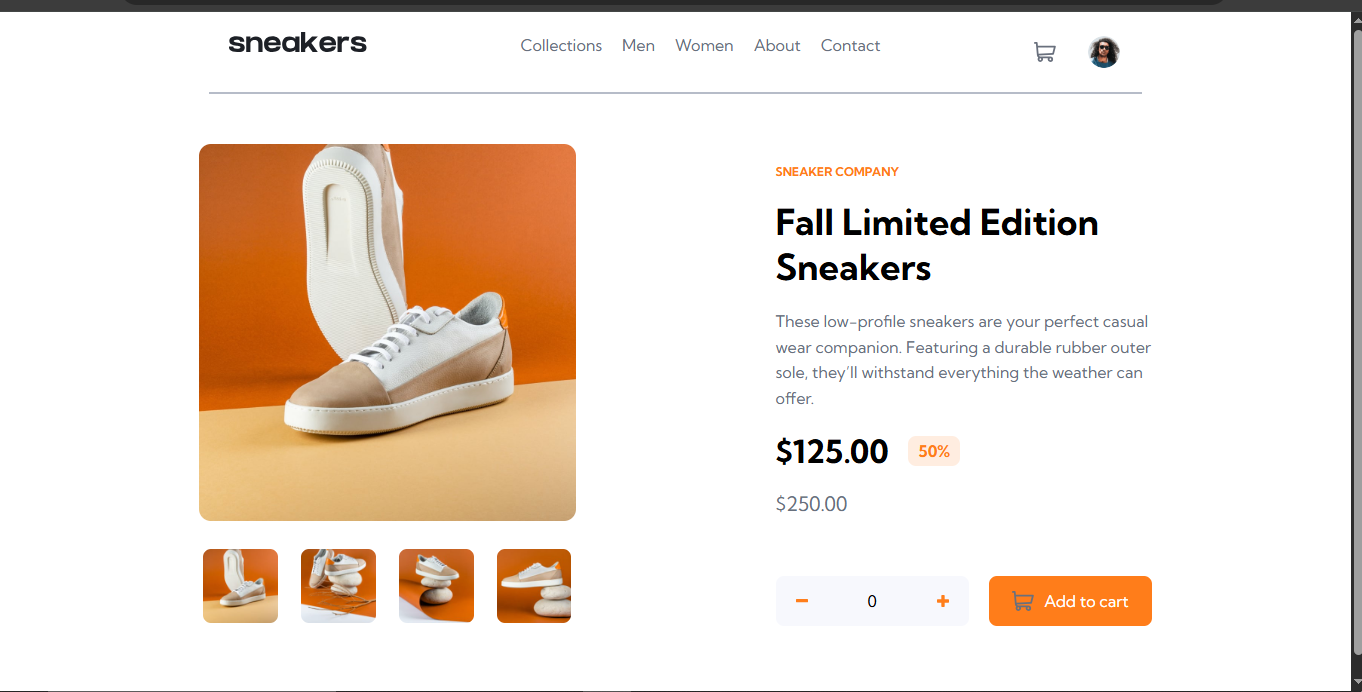 sneakers
Collections Men Women About Contact
SNEAKER COMPANY
Fall Limited Edition
Sneakers
These low-profile sneakers are your perfect casual
wear companion. Featuring a durable rubber outer
sole, they’ll withstand everything the weather can
offer.
$125.00 50%
$250.00
0
Add to cart